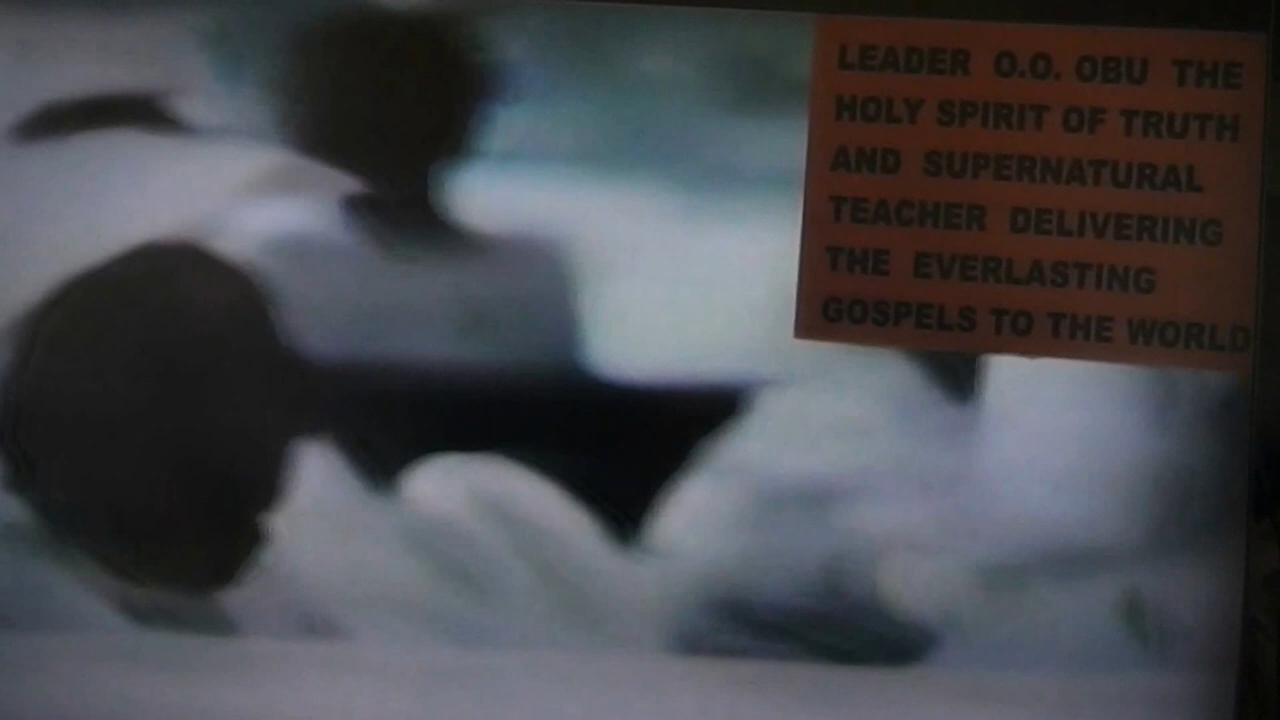 LEADER O.O. OBU THE
HOLY SPIRIT OF TRUTH
AND SUPERNATURAL
TEACHER DELIVERING
THE EVERLASTING
GOSPELS TO THE WORLD